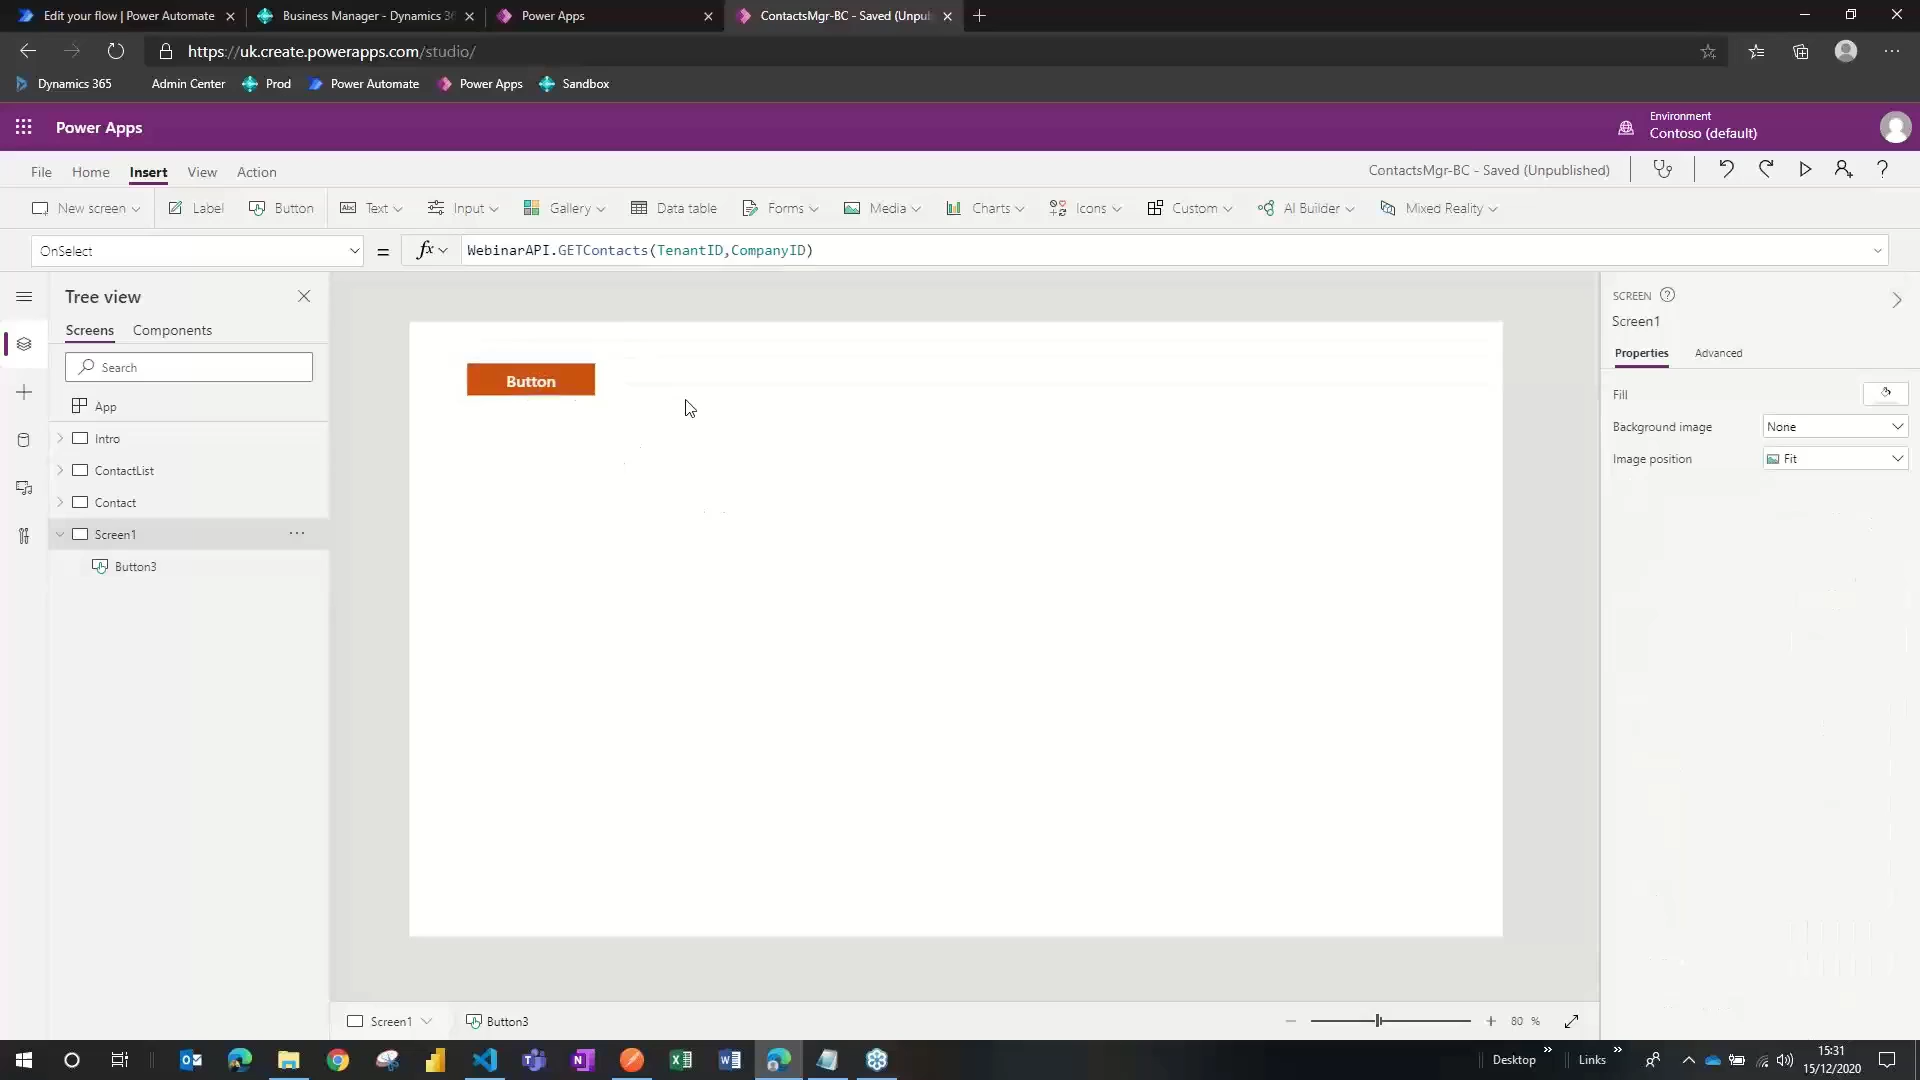 Edit your flow | Power Automate
Business Manager - Dynamics 36
Power Apps
ContactsMgr-BC - Saved (Unpub
https://uk.create.powerapps.com/studio/
Dynamics 365
Admin Center
Prod
Power Automate
Power Apps
Sandbox
Power Apps
Environment
Contoso (default)
File
Home
Insert
View
Action
ContactsMgr-BC - Saved (Unpublished)
New screen
Label
Button
Abc
Text
Input
Gallery
Data table
Forms
Media
Charts
Icons
Custom
AI Builder
Mixed Reality
OnSelect
=
fx
WebinarAPI.GETContacts(TenantID,CompanyID)
Tree view
Screens
Components
Search
App
Intro
ContactList
Contact
Screen1
Button3
Button
SCREEN
Screen1
Properties
Advanced
Fill
Background image
None
Image position
Fit
Screen1
Button3
80 %
Desktop
Links
15:31
15/12/2020